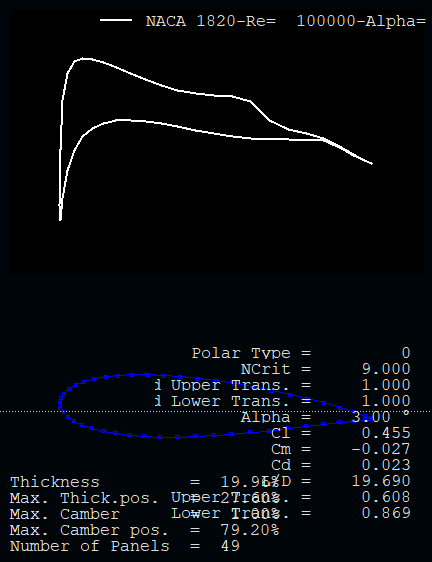 NACA 1820-Re=  100000-Alpha=
Polar Type = 0
NCrit = 9.000
d Upper Trans. = 1.000
d Lower Trans. = 1.000
Alpha = 3.00 °
Cl = 0.455
Cm = -0.027
Cd = 0.023
L/D = 19.690
Upper Trans. = 0.608
Lower Trans. = 0.869
Thickness = 19.96%
Max. Thick.pos. = 27.60%
Max. Camber =
Max. Camber pos. = 79.20%
Number of Panels = 49